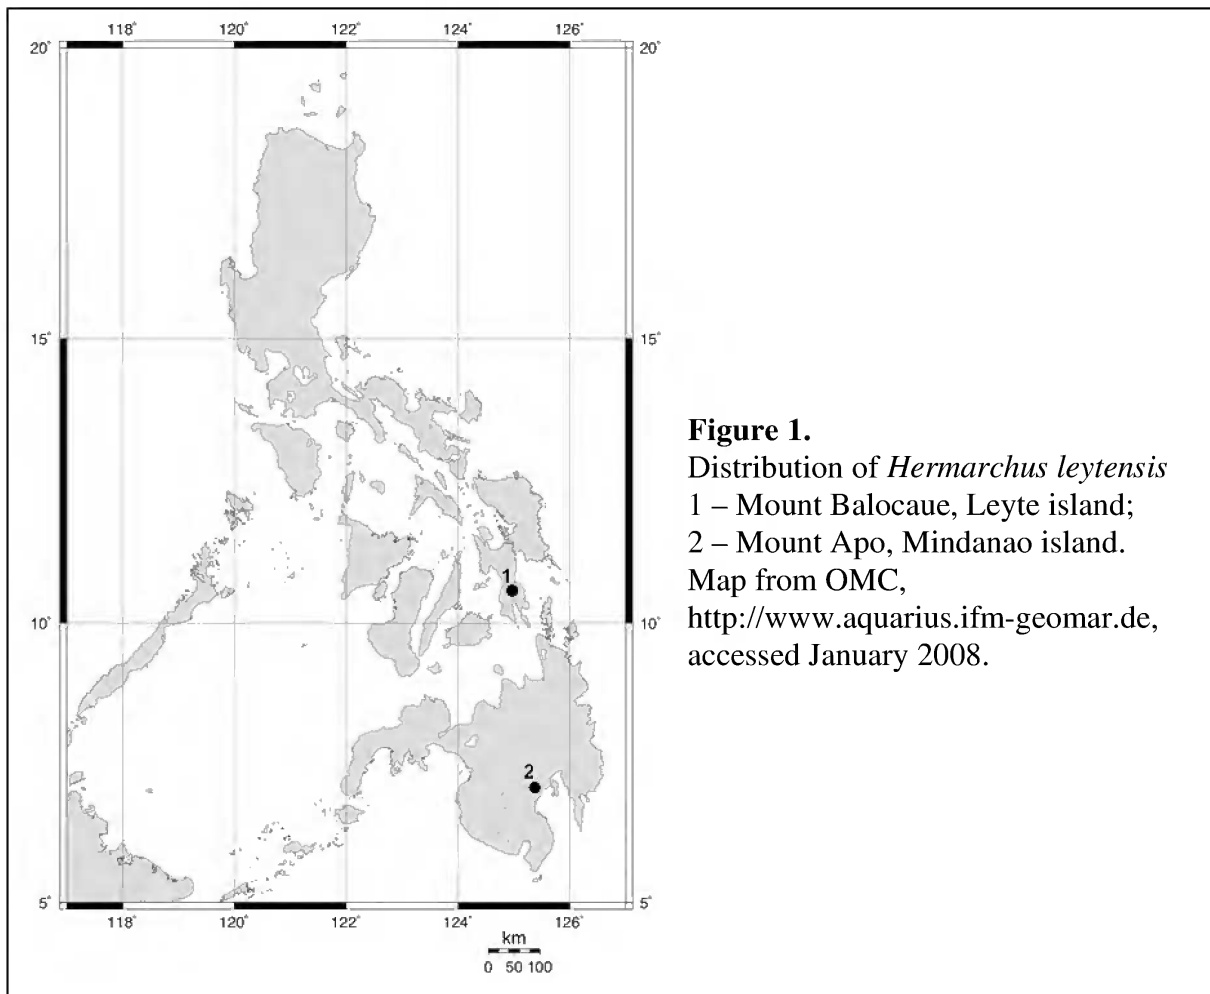 118° 120° 122° 124° 126°
20° 20°
15° 15°
1
10° 10°
2
5° 5°
118° 120° 122° 124° 126°
km
0 50 100
Figure 1.
Distribution of Hermarchus leytensis
1 – Mount Balocaue, Leyte island;
2 – Mount Apo, Mindanao island.
Map from OMC,
http://www.aquarius.ifm-geomar.de,
accessed January 2008.